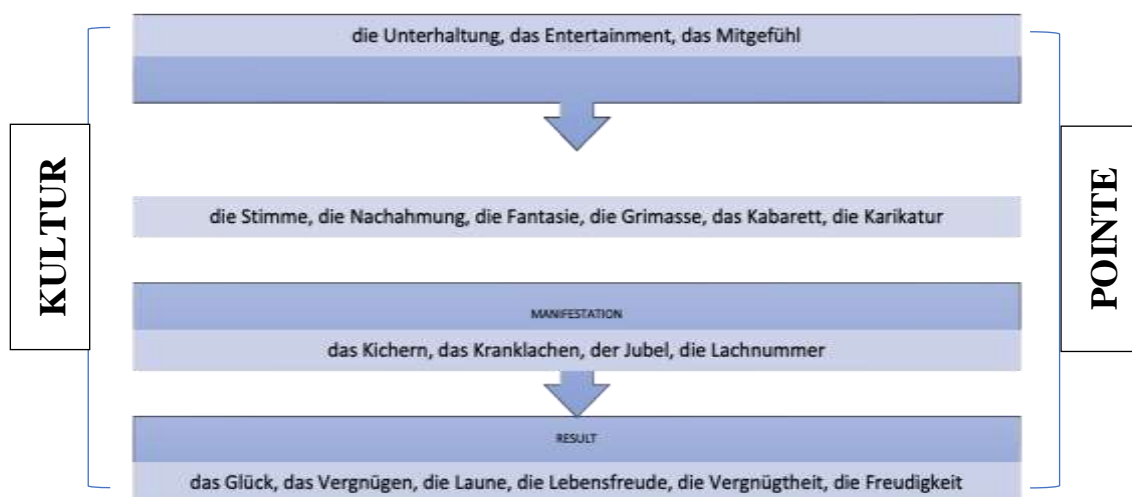 die Unterhaltung, das Entertainment, das Mitgefühl
KULTUR
POINTE
die Stimme, die Nachahmung, die Fantasie, die Grimasse, das Kabarett, die Karikatur
MANIFESTATION
das Kichern, das Kranklachen, der Jubel, die Lachnummer
RESULT
das Glück, das Vergnügen, die Laune, die Lebensfreude, die Vergnügtheit, die Freudigkeit